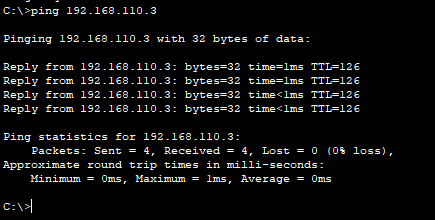 C:\>ping 192.168.110.3
Pinging 192.168.110.3 with 32 bytes of data:
Reply from 192.168.110.3: bytes=32 time=1ms TTL=126
Reply from 192.168.110.3: bytes=32 time<1ms TTL=126
Reply from 192.168.110.3: bytes=32 time<1ms TTL=126
Reply from 192.168.110.3: bytes=32 time<1ms TTL=126
Ping statistics for 192.168.110.3:
    Packets: Sent = 4, Received = 4, Lost = 0 (0% loss),
Approximate round trip times in milli-seconds:
    Minimum = 0ms, Maximum = 1ms, Average = 0ms
C:\>